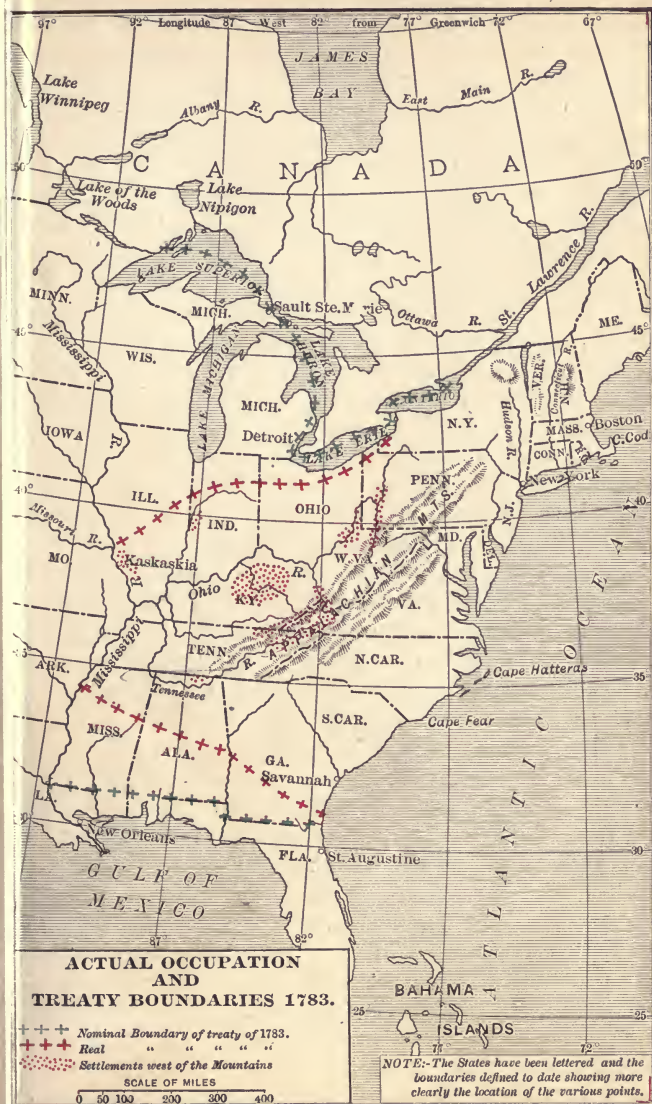 97° C 92° Longitude 87 West 82° from 77° Greenwich 72° 67°
JAMES
BAY
Lake
Winnipeg
Albany R.
East Main R.
50°
50°
CANADA
Lake of the
Woods
Lake
Nipigon
LAKE SUPERIOR
St. Lawrence R.
MINN.
MICH.
Sault Ste. Marie
Ottawa R.
ME.
45°
Mississippi
R.
WIS.
LAKE MICHIGAN
LAKE HURON
VER.
N.H.
Connecticut R.
MICH.
Hudson R.
N.Y.
MASS.
Boston
C. Cod
IOWA
Detroit
LAKE ERIE
CONN.
R.I.
New York
PENN.
40°
40
ILL.
IND.
OHIO
N.J.
Missouri R.
MD.
DEL.
MO.
Kaskaskia
R.
W.VA.
VA.
Ohio R.
KY.
APPALACHIAN MTS.
TENN.
R.
N.CAR.
35
35
ARK.
Mississippi
Tennessee
Cape Hatteras
S.CAR.
Cape Fear
MISS.
ALA.
GA.
Savannah
LA.
30
30
New Orleans
FLA.
St. Augustine
GULF OF
MEXICO
ATLANTIC OCEAN
87°
82°
BAHAMA
ISLANDS
25
25
77
72°
ACTUAL OCCUPATION
AND
TREATY BOUNDARIES 1783.
Nominal Boundary of treaty of 1783.
Real " " " " "
Settlements west of the Mountains
SCALE OF MILES
0 50 100 200 300 400
NOTE:-The States have been lettered and the
boundaries defined to date showing more
clearly the location of the various points.